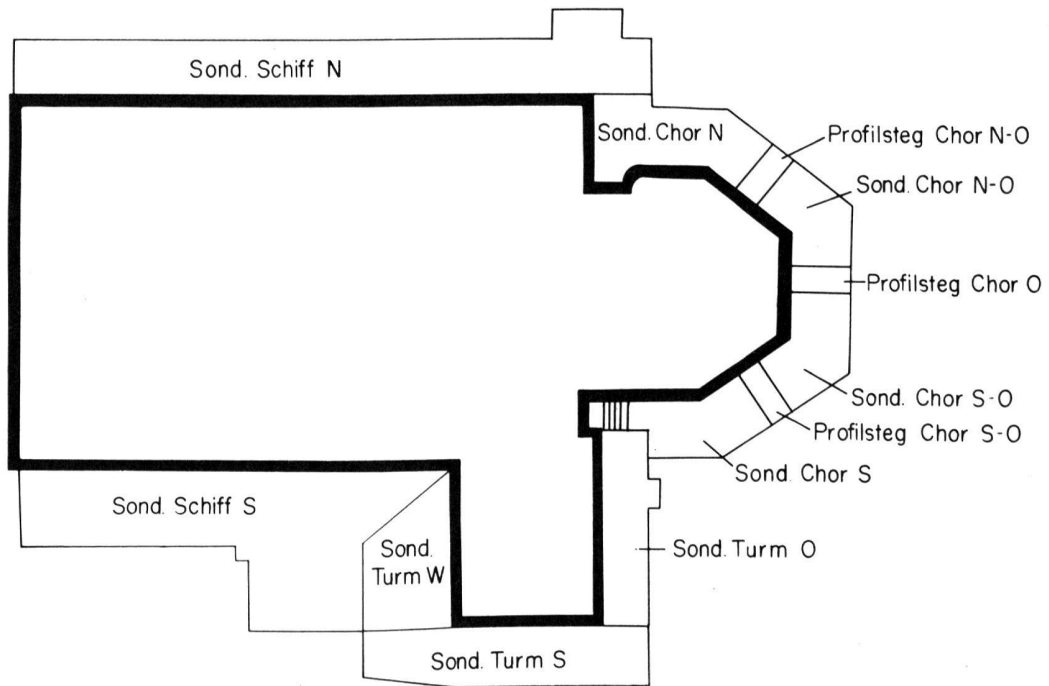 Sond. Schiff N
Sond. Chor N
Profilsteg Chor N-O
Sond. Chor N-O
Profilsteg Chor O
Sond. Chor S-O
Profilsteg Chor S-O
Sond. Chor S
Sond. Schiff S
Sond.
Turm W
Sond. Turm O
Sond. Turm S